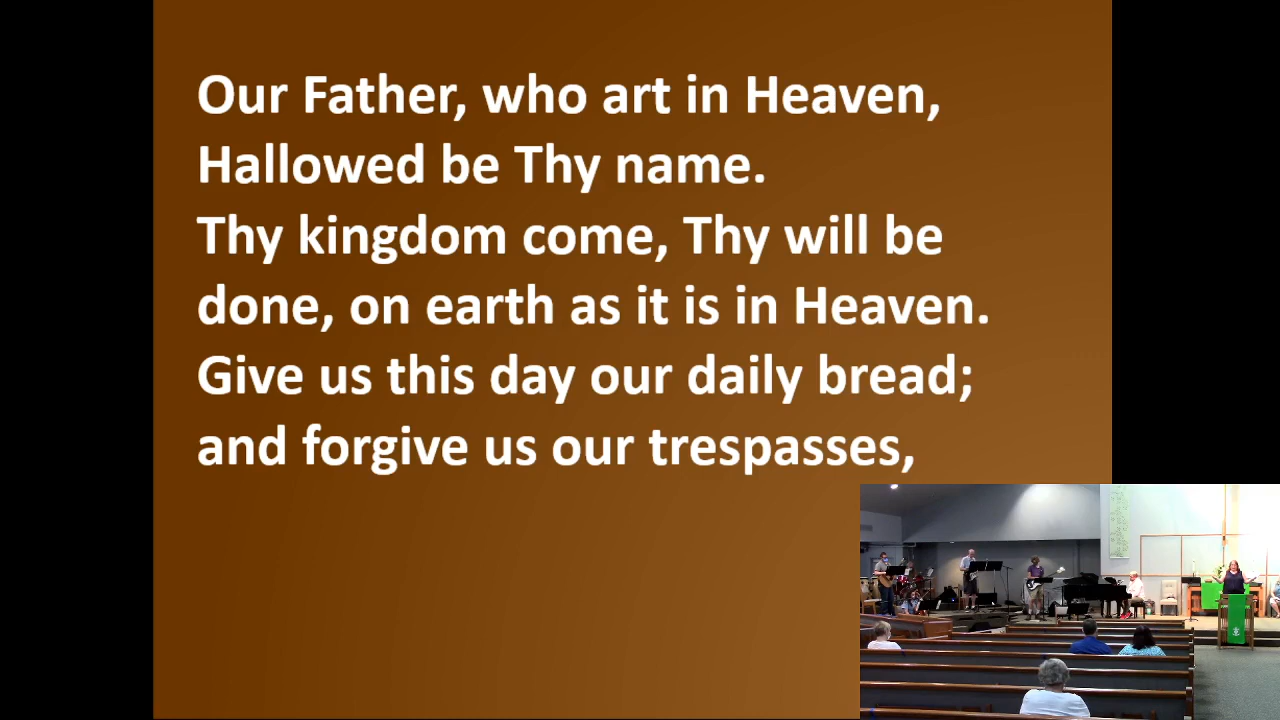 Our Father, who art in Heaven,
Hallowed be Thy name.
Thy kingdom come, Thy will be
done, on earth as it is in Heaven.
Give us this day our daily bread;
and forgive us our trespasses,